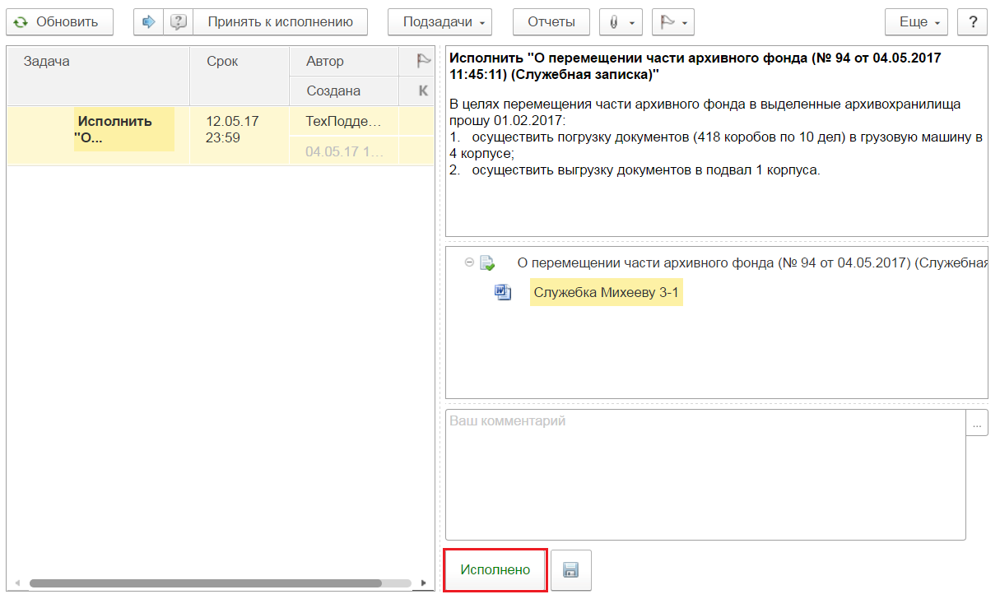 Обновить
?
Принять к исполнению
Подзадачи
Отчеты
Еще
?
Задача
Срок
Автор
Создана
К
Исполнить
"О...
12.05.17
23:59
ТехПодде...
04.05.17 1...
Исполнить "О перемещении части архивного фонда (№ 94 от 04.05.2017
11:45:11) (Служебная записка)"
В целях перемещения части архивного фонда в выделенные архивохранилища
прошу 01.02.2017:
1. осуществить погрузку документов (418 коробов по 10 дел) в грузовую машину в
4 корпусе;
2. осуществить выгрузку документов в подвал 1 корпуса.
О перемещении части архивного фонда (№ 94 от 04.05.2017) (Служебная
W
Служебка Михееву 3-1
Ваш комментарий
...
Исполнено